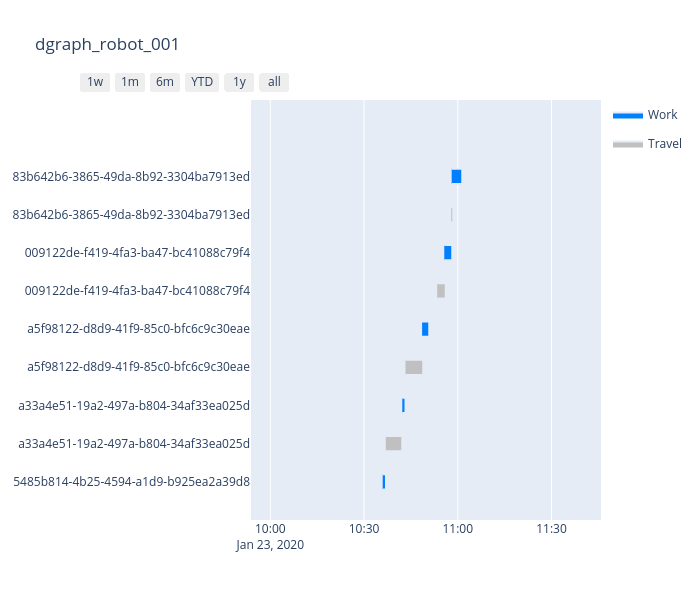 dgraph_robot_001
1w 1m 6m YTD 1y all
Work
Travel
83b642b6-3865-49da-8b92-3304ba7913ed
83b642b6-3865-49da-8b92-3304ba7913ed
009122de-f419-4fa3-ba47-bc41088c79f4
009122de-f419-4fa3-ba47-bc41088c79f4
a5f98122-d8d9-41f9-85c0-bfc6c9c30eae
a5f98122-d8d9-41f9-85c0-bfc6c9c30eae
a33a4e51-19a2-497a-b804-34af33ea025d
a33a4e51-19a2-497a-b804-34af33ea025d
5485b814-4b25-4594-a1d9-b925ea2a39d8
10:00 10:30 11:00 11:30
Jan 23, 2020